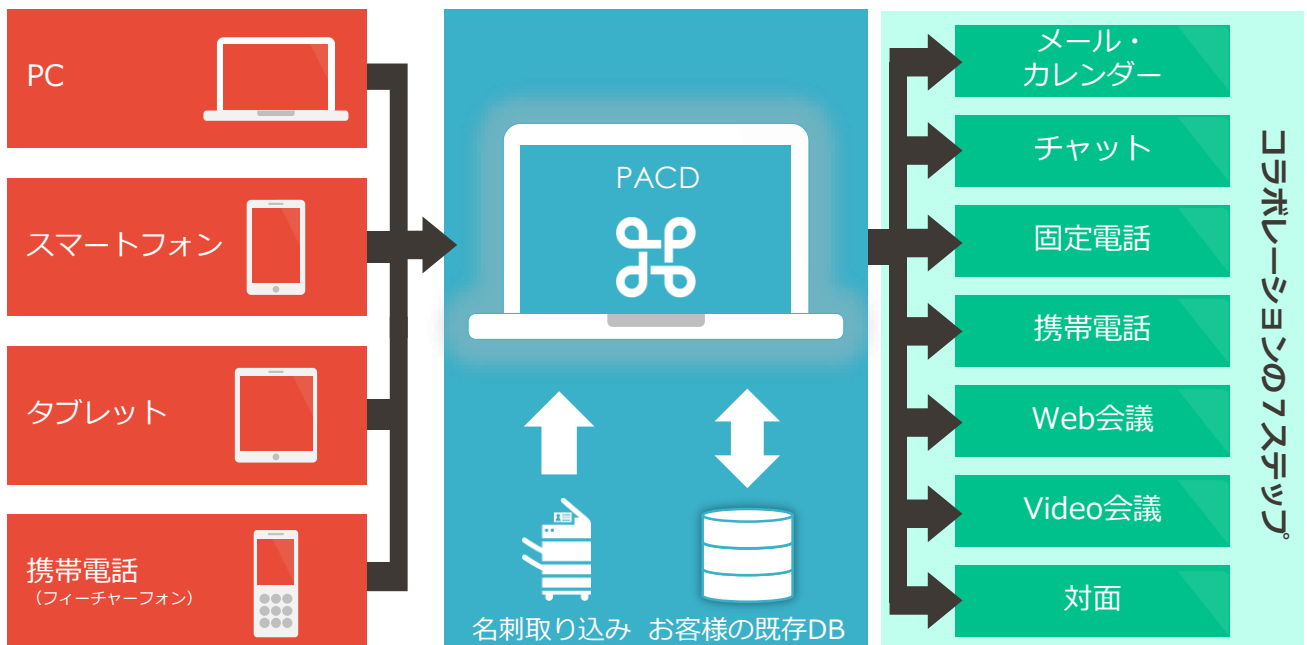 PC
スマートフォン
タブレット
携帯電話
（フィーチャーフォン）
PACD
名刺取り込み
お客様の既存DB
メール・
カレンダー
チャット
固定電話
携帯電話
Web会議
Video会議
対面
コラボレーションの７ステップ